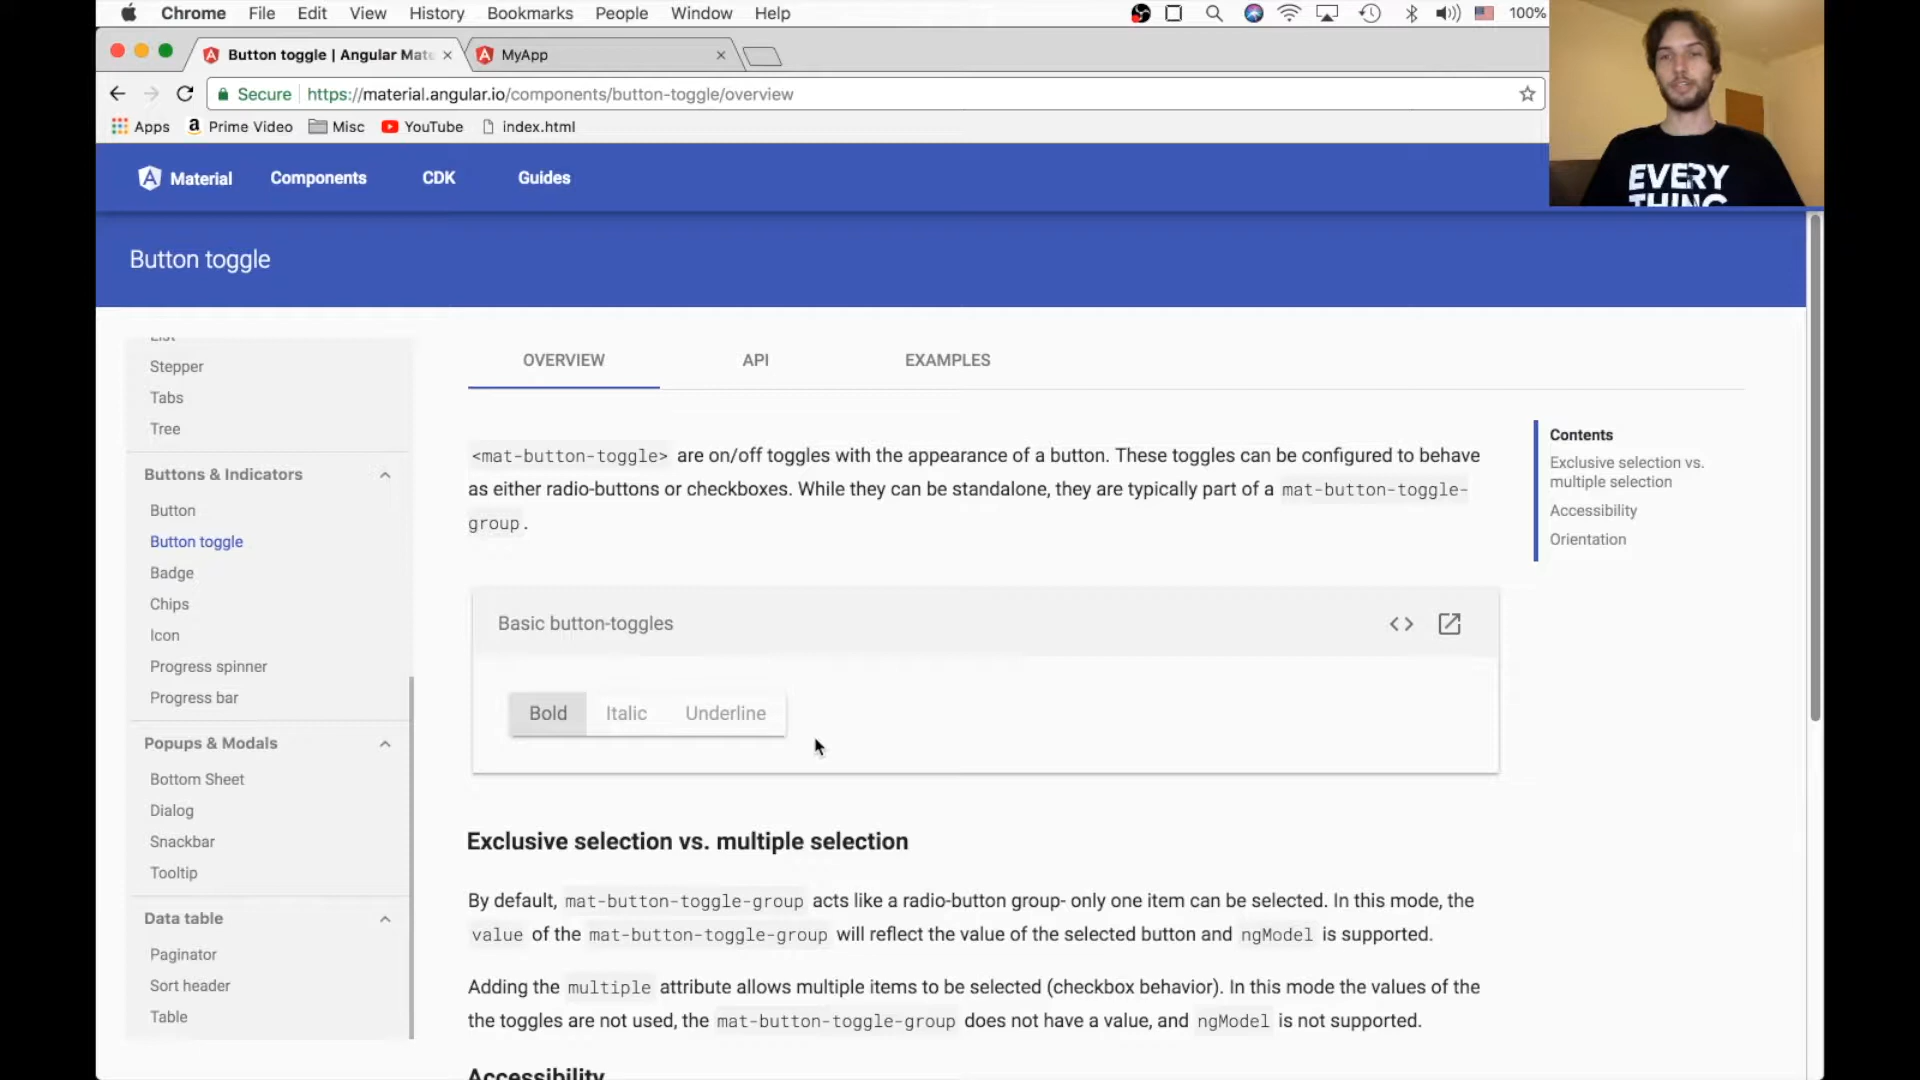 Chrome File Edit View History Bookmarks People Window Help 100%
Button toggle | Angular Mate MyApp
Secure https://material.angular.io/components/button-toggle/overview
Apps Prime Video Misc YouTube index.html
EVERY
THING
Material Components CDK Guides
Button toggle
List
Stepper
Tabs
Tree
Buttons & Indicators
Button
Button toggle
Badge
Chips
Icon
Progress spinner
Progress bar
Popups & Modals
Bottom Sheet
Dialog
Snackbar
Tooltip
Data table
Paginator
Sort header
Table
OVERVIEW API EXAMPLES
<mat-button-toggle> are on/off toggles with the appearance of a button. These toggles can be configured to behave
as either radio-buttons or checkboxes. While they can be standalone, they are typically part of a mat-button-toggle-
group.
Basic button-toggles
Bold Italic Underline
Exclusive selection vs. multiple selection
By default, mat-button-toggle-group acts like a radio-button group- only one item can be selected. In this mode, the
value of the mat-button-toggle-group will reflect the value of the selected button and ngModel is supported.
Adding the multiple attribute allows multiple items to be selected (checkbox behavior). In this mode the values of the
the toggles are not used, the mat-button-toggle-group does not have a value, and ngModel is not supported.
Accessibility
Contents
Exclusive selection vs.
multiple selection
Accessibility
Orientation